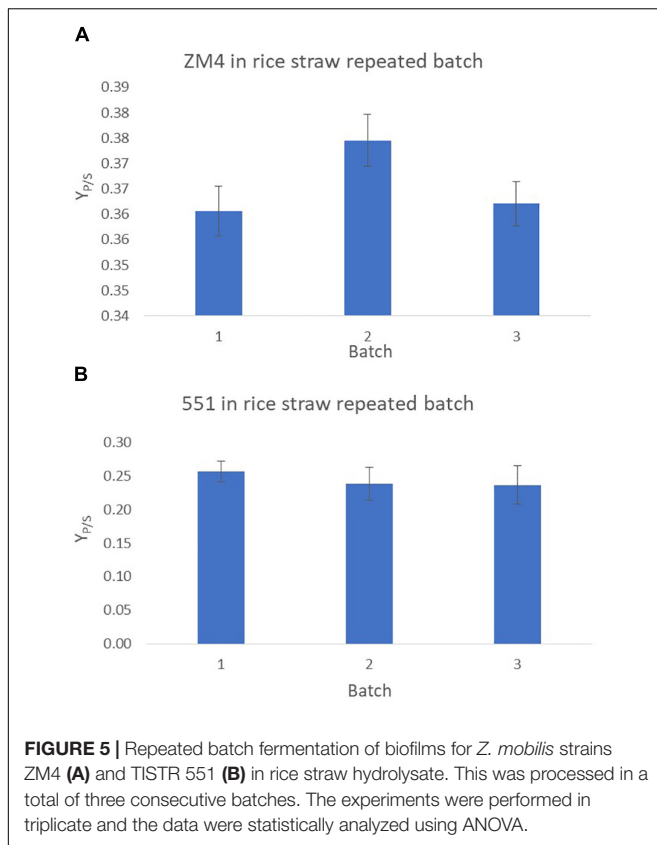 A
ZM4 in rice straw repeated batch
0.39
0.38
0.38
0.37
0.37
0.36
0.36
0.35
0.35
0.34
Y_P/S
1 2 3
Batch
B
551 in rice straw repeated batch
0.30
0.25
0.20
0.15
0.10
0.05
0.00
Y_P/S
1 2 3
Batch
FIGURE 5 | Repeated batch fermentation of biofilms for Z. mobilis strains
ZM4 (A) and TISTR 551 (B) in rice straw hydrolysate. This was processed in a
total of three consecutive batches. The experiments were performed in
triplicate and the data were statistically analyzed using ANOVA.